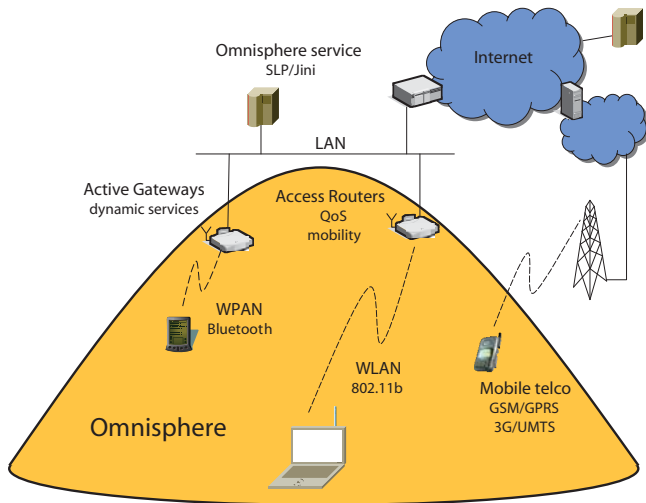 Omnisphere service
SLP/Jini
Internet
LAN
Active Gateways
dynamic services
Access Routers
QoS
mobility
WPAN
Bluetooth
WLAN
802.11b
Mobile telco
GSM/GPRS
3G/UMTS
Omnisphere